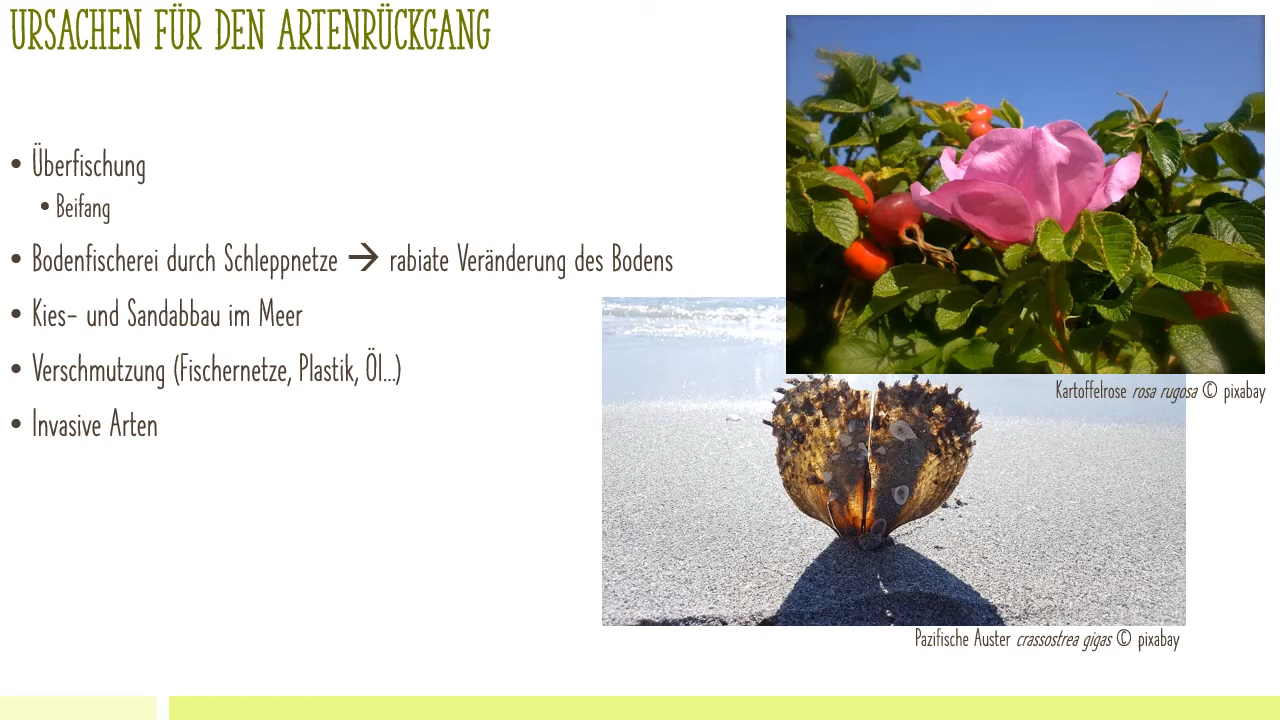 URSACHEN FÜR DEN ARTENRÜCKGANG
• Überfischung
• Beifang
• Bodenfischerei durch Schleppnetze → rabiate Veränderung des Bodens
• Kies- und Sandabbau im Meer
• Verschmutzung (Fischernetze, Plastik, Öl...)
• Invasive Arten
Kartoffelrose rosa rugosa © pixabay
Pazifische Auster crassostrea gigas © pixabay